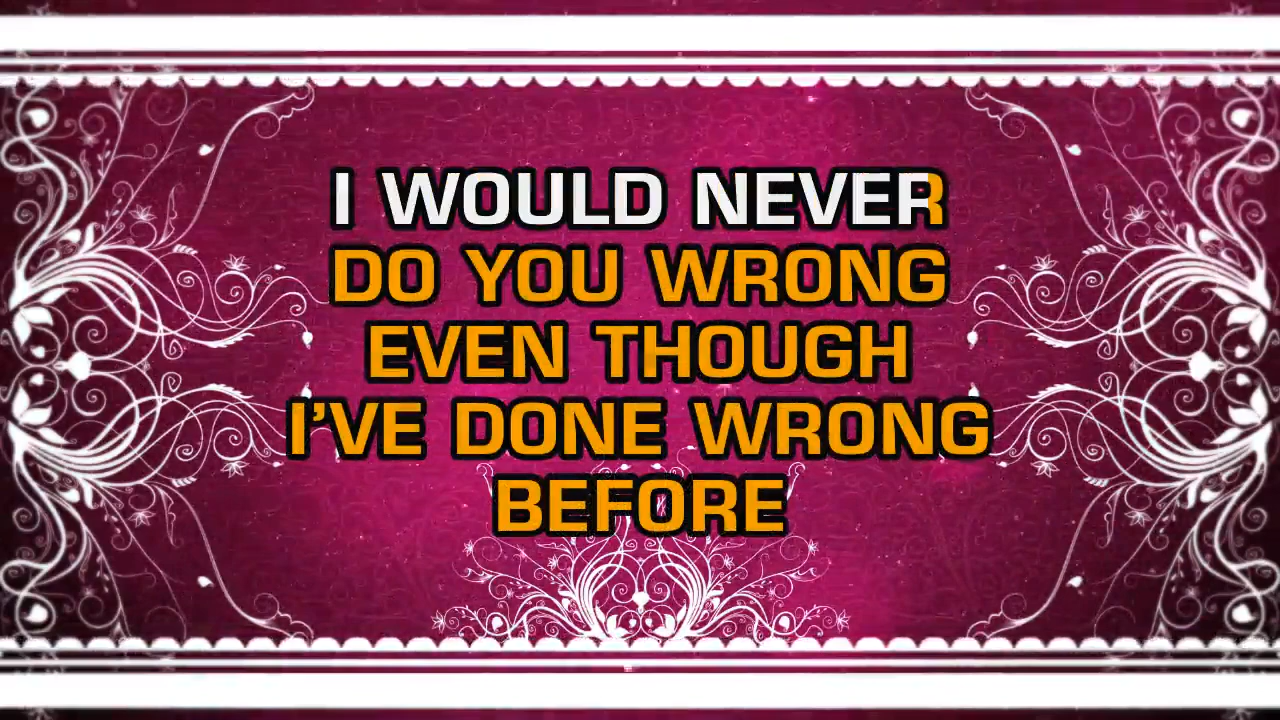 I WOULD NEVER
DO YOU WRONG
EVEN THOUGH
I'VE DONE WRONG
BEFORE